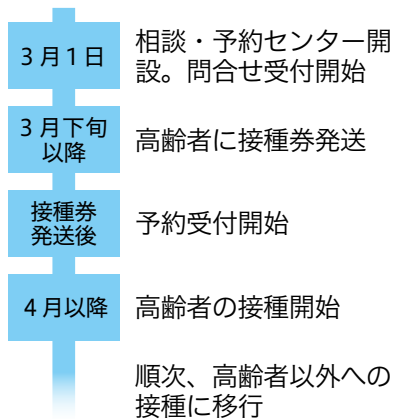 3月1日
相談・予約センター開
設。問合せ受付開始
3月下旬
以降
高齢者に接種券発送
接種券
発送後
予約受付開始
4月以降
高齢者の接種開始
順次、高齢者以外への
接種に移行